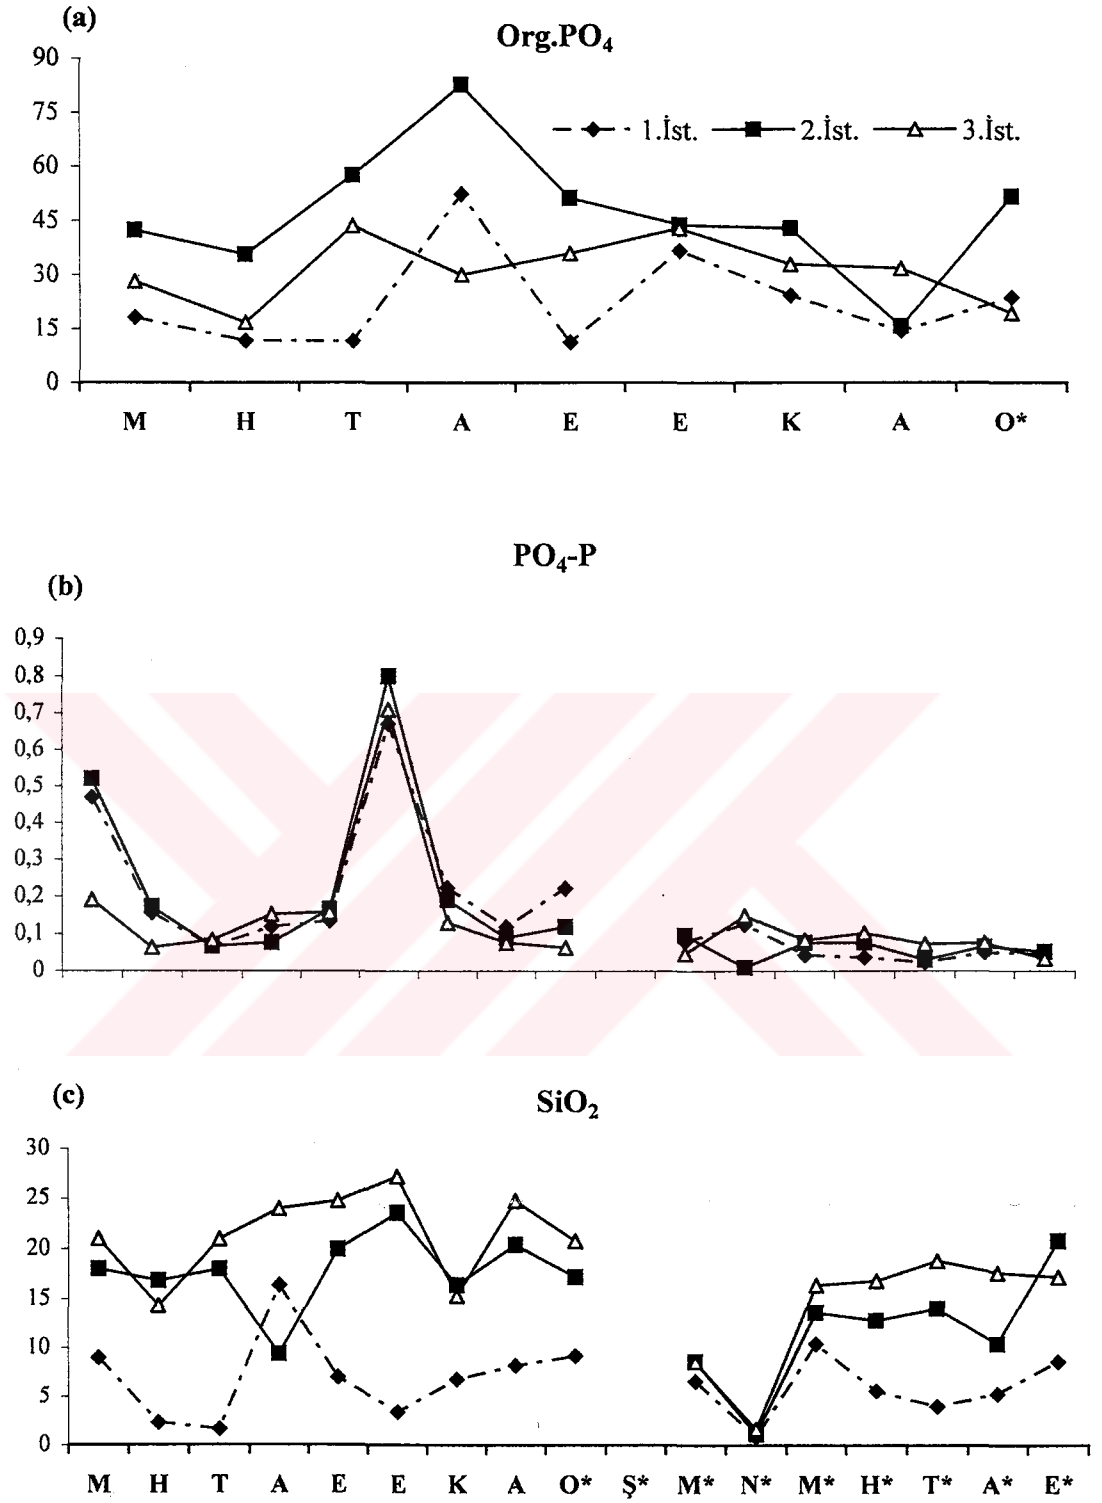 (a)
Org.PO₄
90
75
60
45
30
15
0
1.İst. 2.İst. 3.İst.
M H T A E E K A O*
PO₄-P
(b)
0,9
0,8
0,7
0,6
0,5
0,4
0,3
0,2
0,1
0
(c)
SiO₂
30
25
20
15
10
5
0
M H T A E E K A O* Ş* M* N* M* H* T* A* E*